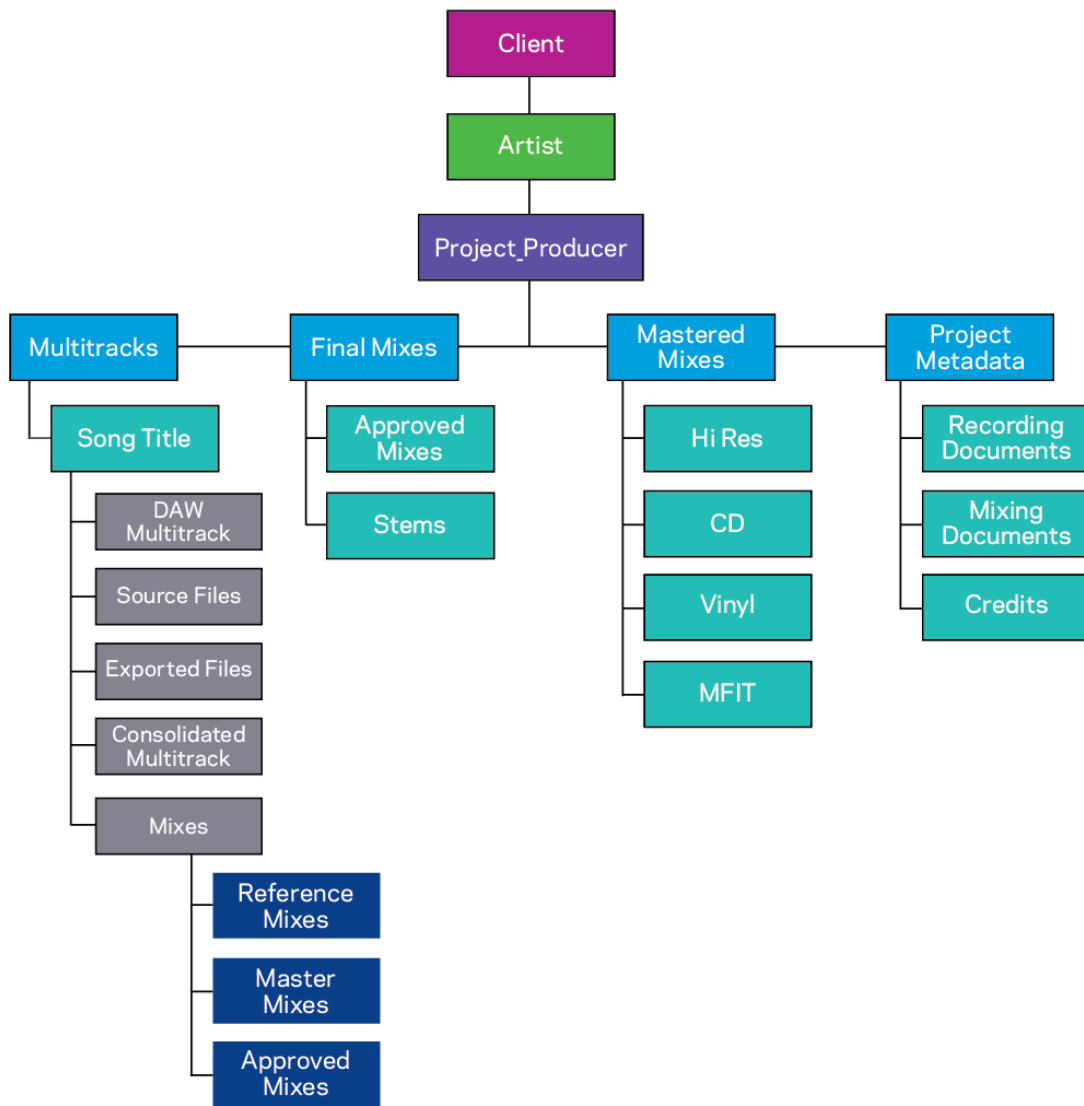 Client
Artist
Project_Producer
Multitracks
Final Mixes
Mastered
Mixes
Project
Metadata
Song Title
DAW
Multitrack
Source Files
Exported Files
Consolidated
Multitrack
Mixes
Reference
Mixes
Master
Mixes
Approved
Mixes
Approved
Mixes
Stems
Hi Res
CD
Vinyl
MFIT
Recording
Documents
Mixing
Documents
Credits